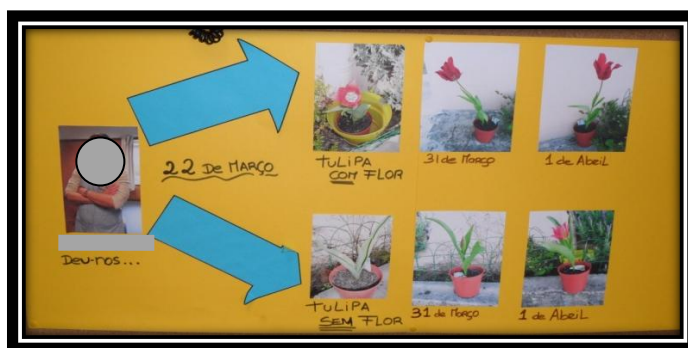 Deu-nos...
22 DE MARÇO
TULIPA
COM FLOR
31 de Março
1 de Abril
TULIPA
SEM FLOR
31 de Março
1 de Abril